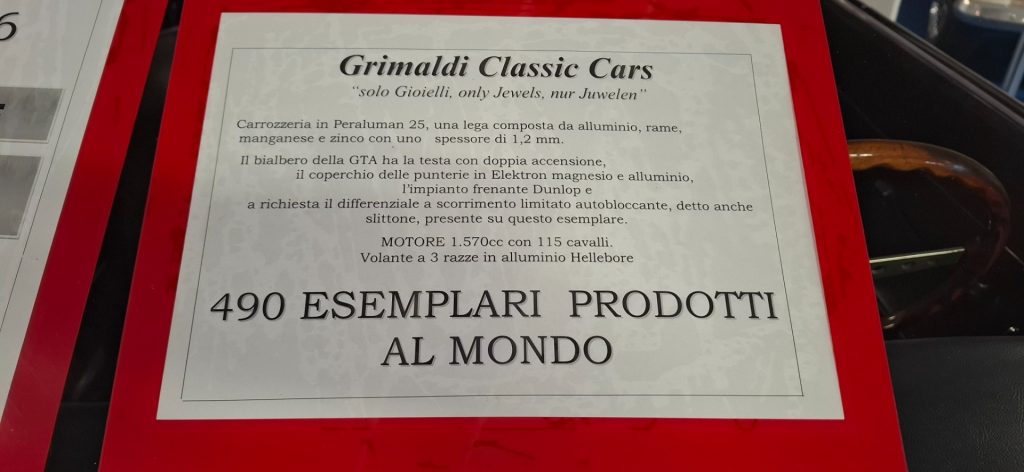 6
Grimaldi Classic Cars
"solo Gioielli, only Jewels, nur Juwelen"
Carrozzeria in Peraluman 25, una lega composta da alluminio, rame,
manganese e zinco con uno spessore di 1,2 mm.
Il bialbero della GTA ha la testa con doppia accensione,
il coperchio delle punterie in Elektron magnesio e alluminio,
l'impianto frenante Dunlop e
a richiesta il differenziale a scorrimento limitato autobloccante, detto anche
slittone, presente su questo esemplare.
MOTORE 1.570cc con 115 cavalli.
Volante a 3 razze in alluminio Hellebore
490 ESEMPLARI PRODOTTI
AL MONDO